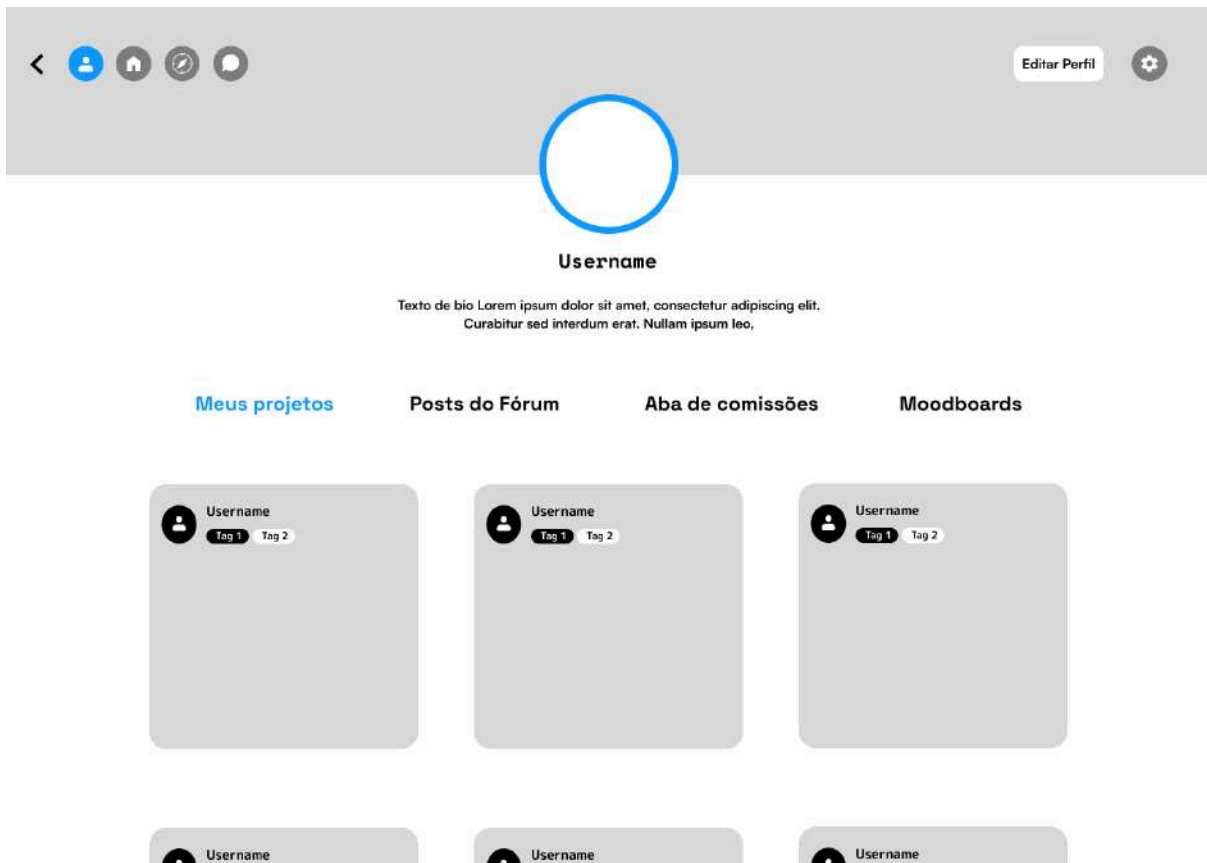 Editar Perfil
Username
Texto de bio Lorem ipsum dolor sit amet, consectetur adipiscing elit.
Curabitur sed interdum erat. Nullam ipsum leo,
Meus projetos Posts do Fórum Aba de comissões Moodboards
Username Username Username
Tag 1 Tag 2 Tag 1 Tag 2 Tag 1 Tag 2
Username Username Username